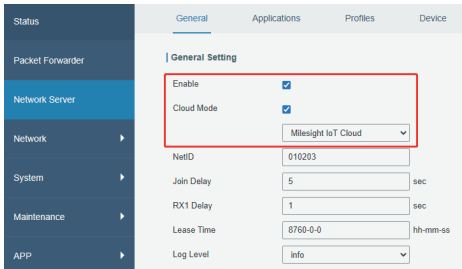 Status
Packet Forwarder
Network Server
Network
System
Maintenance
APP
General Applications Profiles Device
General Setting
Enable
Cloud Mode
Milesight IoT Cloud
NetID 010203
Join Delay 5 sec
RX1 Delay 1 sec
Lease Time 8760-0-0 hh-mm-ss
Log Level info